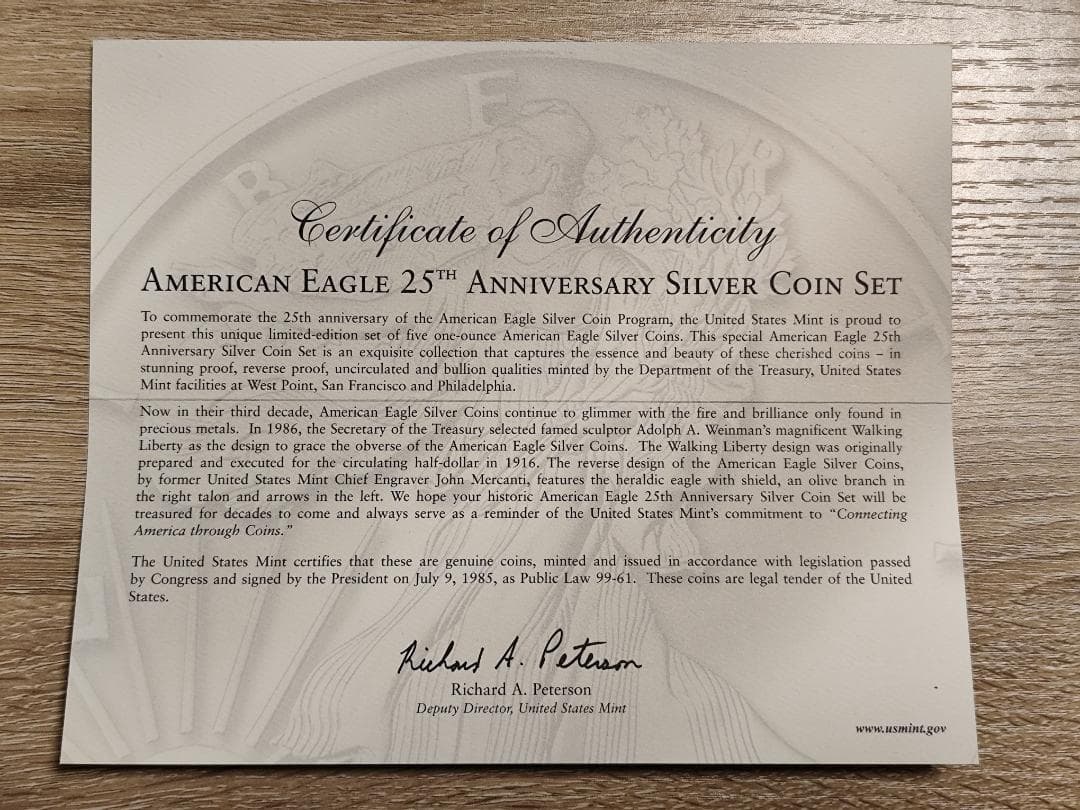 B E R
Certificate of Authenticity
AMERICAN EAGLE 25TH ANNIVERSARY SILVER COIN SET
To commemorate the 25th anniversary of the American Eagle Silver Coin Program, the United States Mint is proud to
present this unique limited-edition set of five one-ounce American Eagle Silver Coins. This special American Eagle 25th
Anniversary Silver Coin Set is an exquisite collection that captures the essence and beauty of these cherished coins – in
stunning proof, reverse proof, uncirculated and bullion qualities minted by the Department of the Treasury, United States
Mint facilities at West Point, San Francisco and Philadelphia.
Now in their third decade, American Eagle Silver Coins continue to glimmer with the fire and brilliance only found in
precious metals. In 1986, the Secretary of the Treasury selected famed sculptor Adolph A. Weinman's magnificent Walking
Liberty as the design to grace the obverse of the American Eagle Silver Coins. The Walking Liberty design was originally
prepared and executed for the circulating half-dollar in 1916. The reverse design of the American Eagle Silver Coins,
by former United States Mint Chief Engraver John Mercanti, features the heraldic eagle with shield, an olive branch in
the right talon and arrows in the left. We hope your historic American Eagle 25th Anniversary Silver Coin Set will be
treasured for decades to come and always serve as a reminder of the United States Mint's commitment to "Connecting
America through Coins."
The United States Mint certifies that these are genuine coins, minted and issued in accordance with legislation passed
by Congress and signed by the President on July 9, 1985, as Public Law 99-61. These coins are legal tender of the United
States.
Richard A. Peterson
Richard A. Peterson
Deputy Director, United States Mint
www.usmint.gov